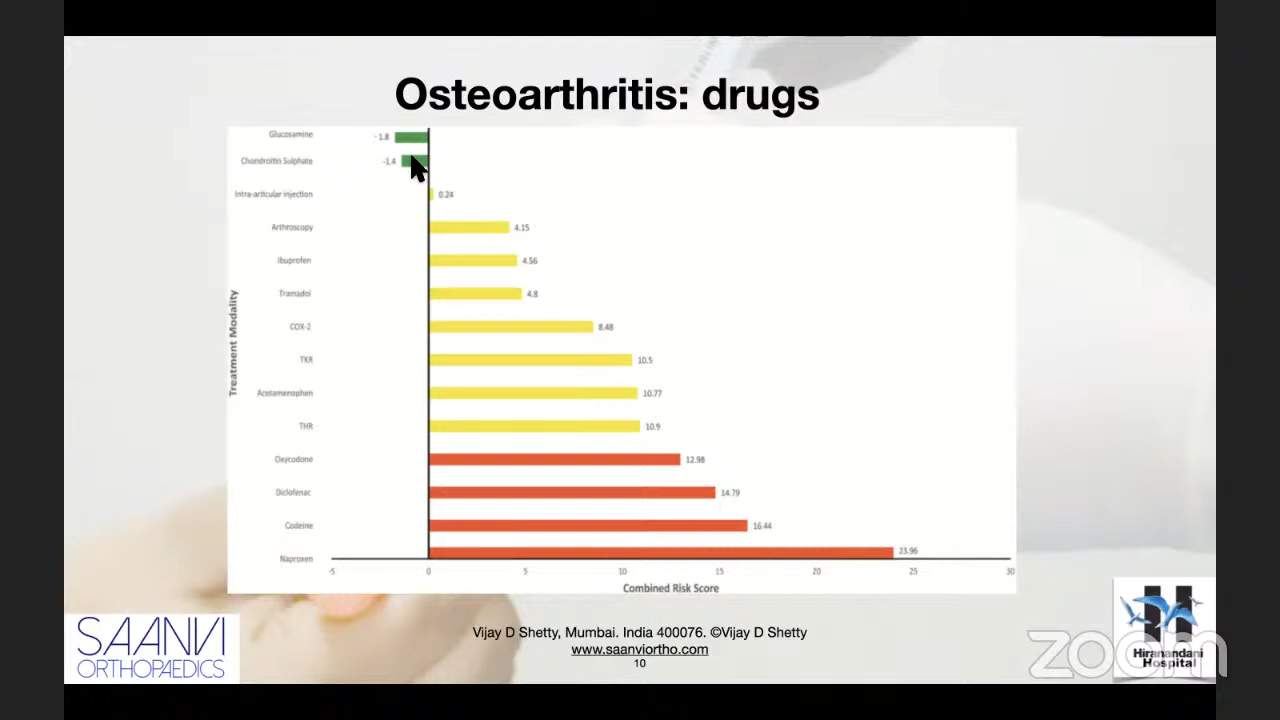 Osteoarthritis: drugs
Glucosamine
- 1.8
Chondroitin Sulphate
-1.4
Intra-articular injection
0.24
Arthroscopy
4.15
Ibuprofen
4.56
Tramadol
4.8
COX-2
8.48
TKR
10.5
Acetamenophen
10.77
THR
10.9
Oxycodone
12.98
Diclofenac
14.79
Codeine
16.44
Naproxen
23.96
Treatment Modality
-5 0 5 10 15 20 25 30
Combined Risk Score
SAANVI
ORTHOPAEDICS
Vijay D Shetty, Mumbai. India 400076. ©Vijay D Shetty
www.saanviortho.com
10
H
Hiranandani
Hospital
zoom